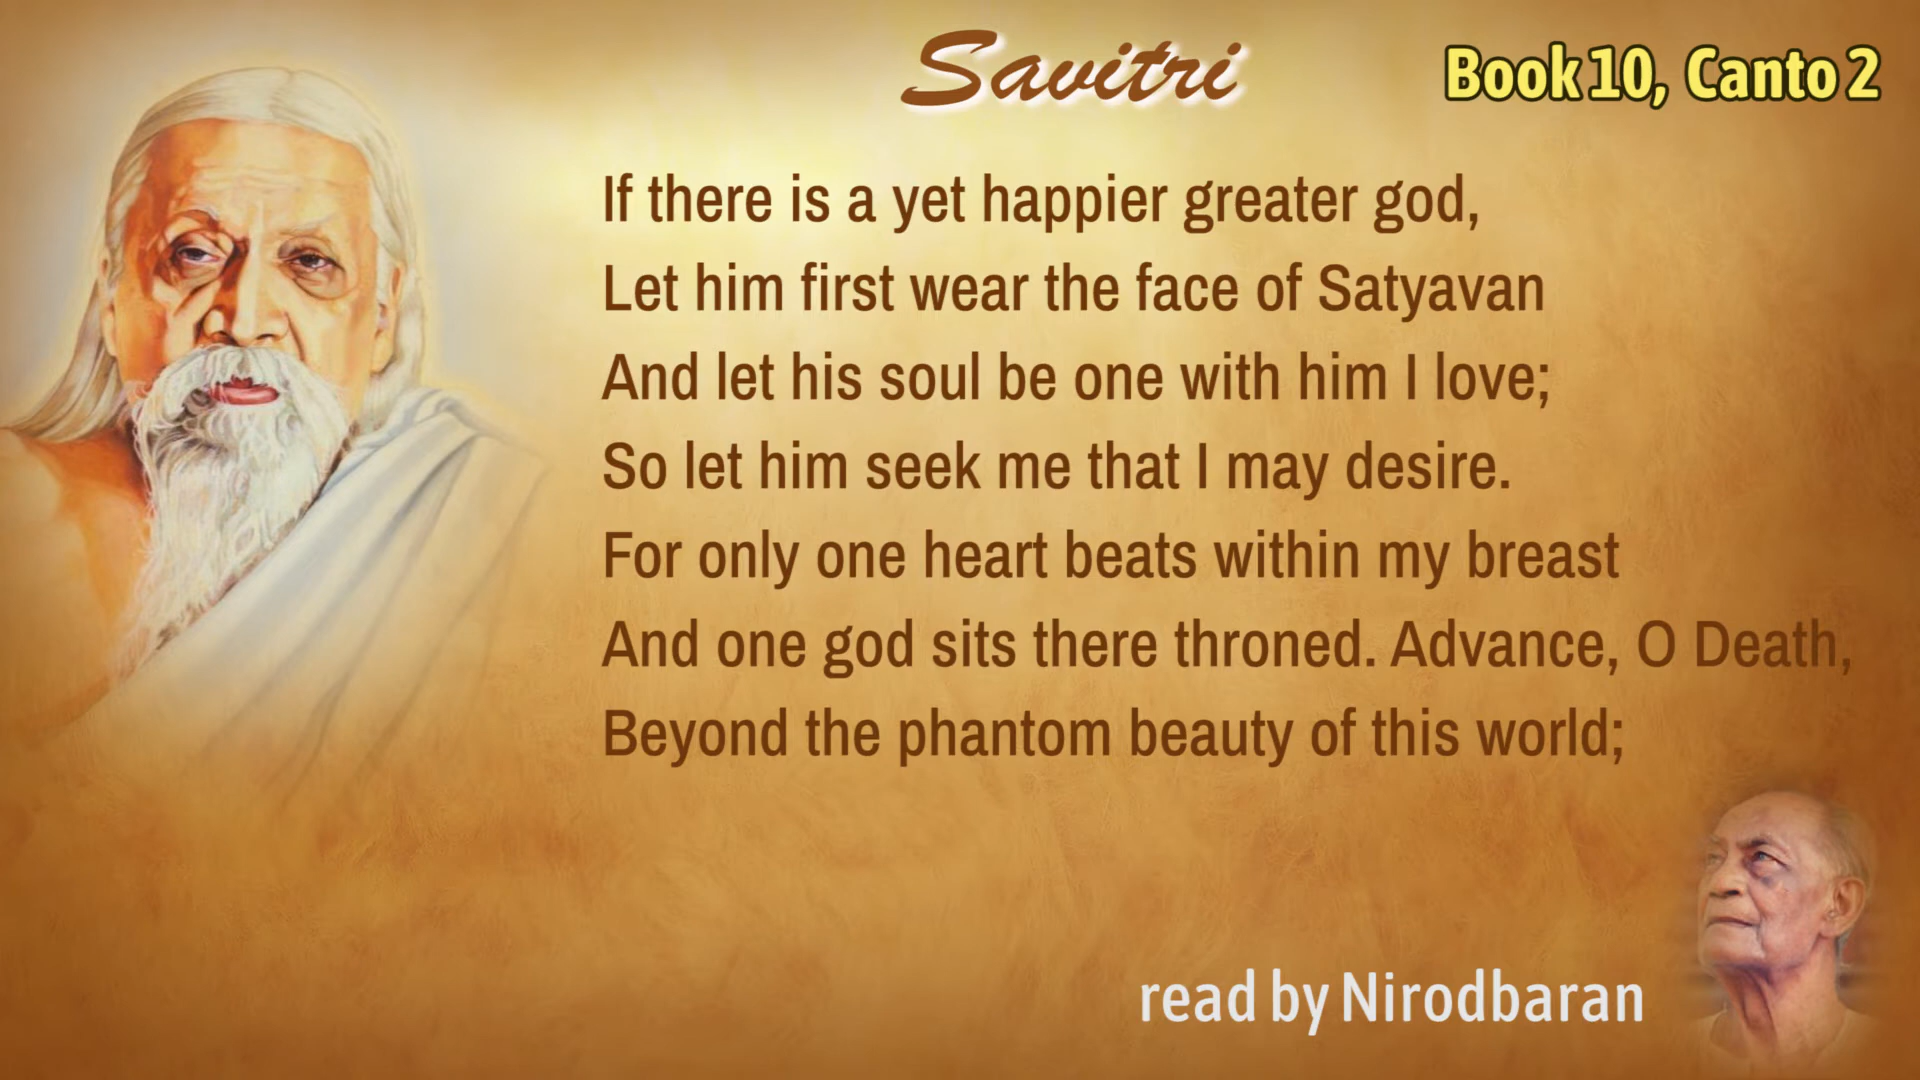 Savitri
Book 10, Canto 2
If there is a yet happier greater god,
Let him first wear the face of Satyavan
And let his soul be one with him I love;
So let him seek me that I may desire.
For only one heart beats within my breast
And one god sits there throned. Advance, O Death,
Beyond the phantom beauty of this world;
read by Nirodbaran